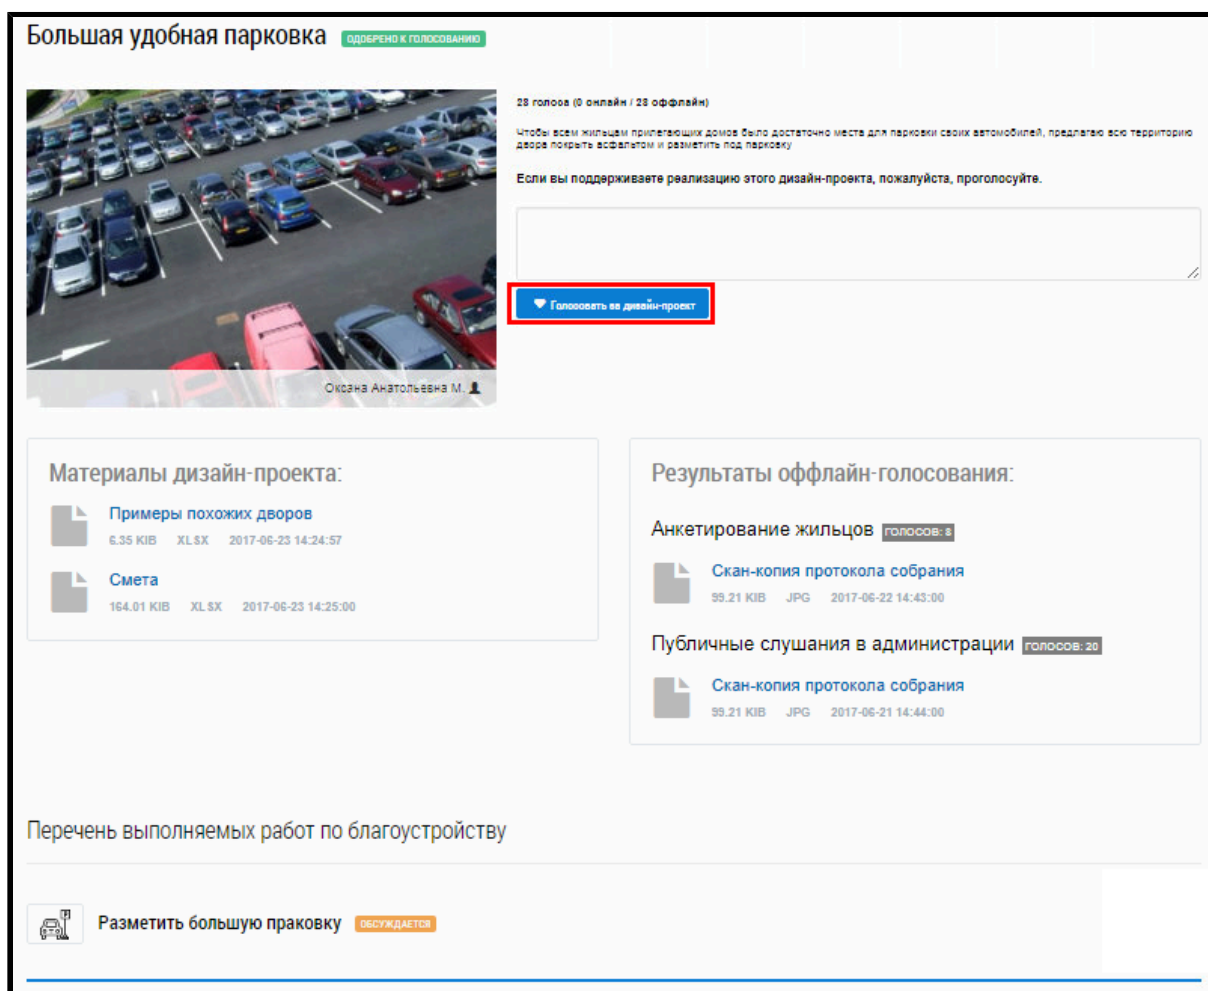 Большая удобная парковка ОДОБРЕНО К ГОЛОСОВАНИЮ
28 голоса (0 онлайн / 28 оффлайн)
Чтобы всем жильцам прилегающих домов было достаточно места для парковки своих автомобилей, предлагаю всю территорию
двора покрыть асфальтом и разметить под парковку
Если вы поддерживаете реализацию этого дизайн-проекта, пожалуйста, проголосуйте.
Голосовать за дизайн-проект
Оксана Анатольевна М.
Материалы дизайн-проекта:
Примеры похожих дворов
6.35 KIB XLSX 2017-06-23 14:24:57
Смета
164.01 KIB XLSX 2017-06-23 14:25:00
Результаты оффлайн-голосования:
Анкетирование жильцов ГОЛОСОВ: 8
Скан-копия протокола собрания
99.21 KIB JPG 2017-06-22 14:43:00
Публичные слушания в администрации ГОЛОСОВ: 20
Скан-копия протокола собрания
99.21 KIB JPG 2017-06-21 14:44:00
Перечень выполняемых работ по благоустройству
Разметить большую праковку ОБСУЖДАЕТСЯ